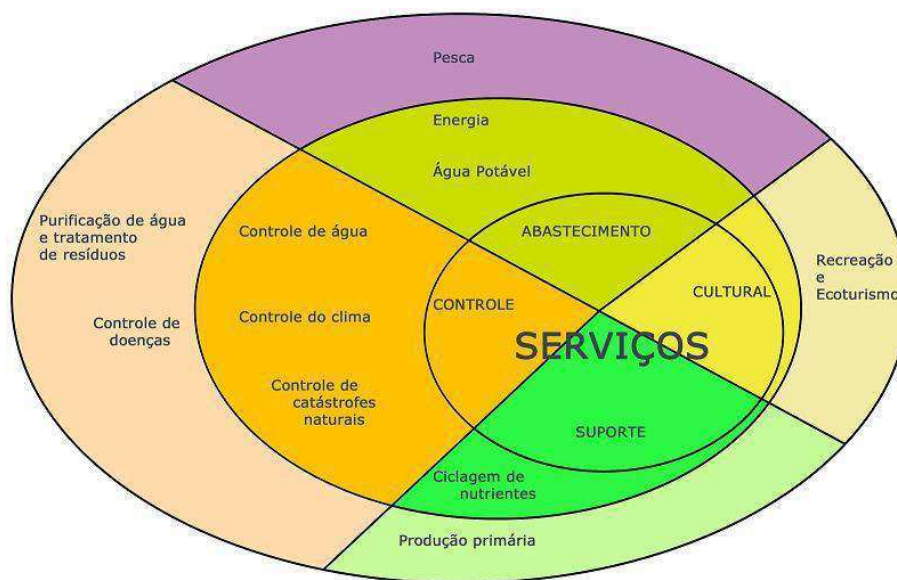 Pesca
Energia
Água Potável
Purificação de água
e tratamento
de resíduos
Controle de água
ABASTECIMENTO
Recreação
e
Ecoturismo
CULTURAL
CONTROLE
Controle de
doenças
Controle do clima
SERVIÇOS
Controle de
catástrofes
naturais
SUPORTE
Ciclagem de
nutrientes
Produção primária